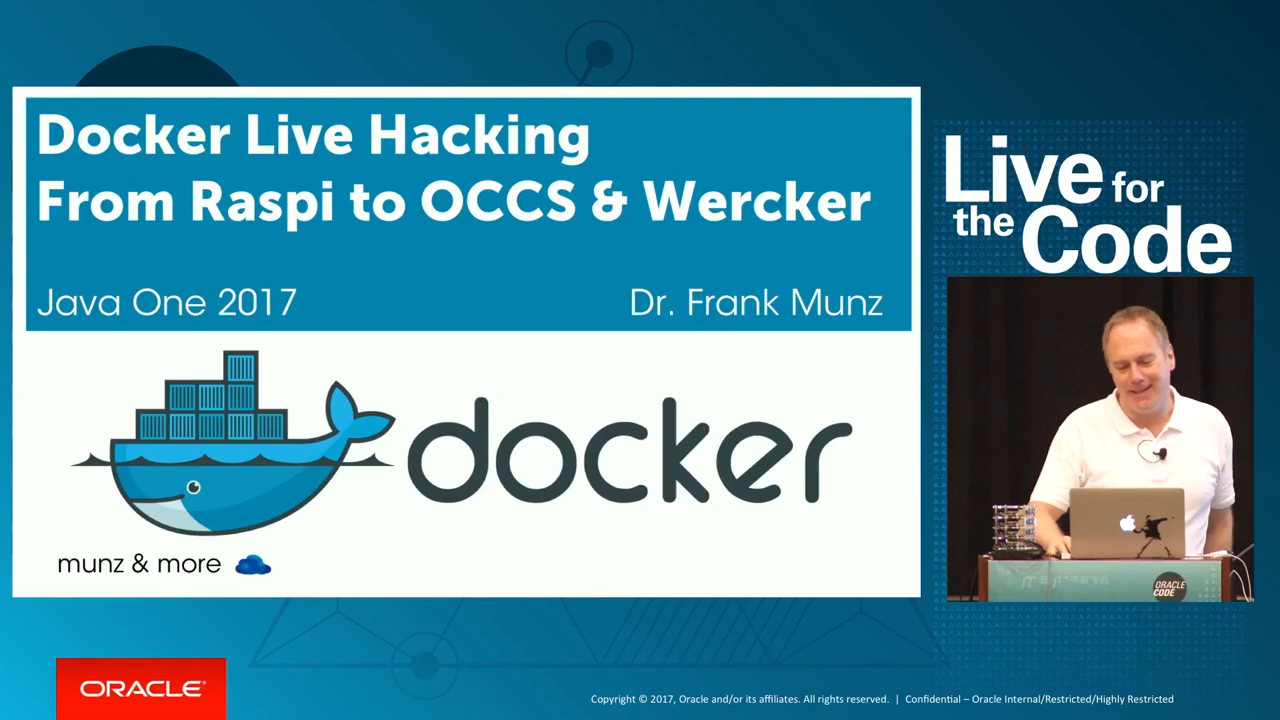 Docker Live Hacking
From Raspi to OCCS & Wercker
Java One 2017
Dr. Frank Munz
docker
munz & more
Live for
the Code
ORACLE
CODE
ORACLE®
Copyright © 2017, Oracle and/or its affiliates. All rights reserved. | Confidential – Oracle Internal/Restricted/Highly Restricted